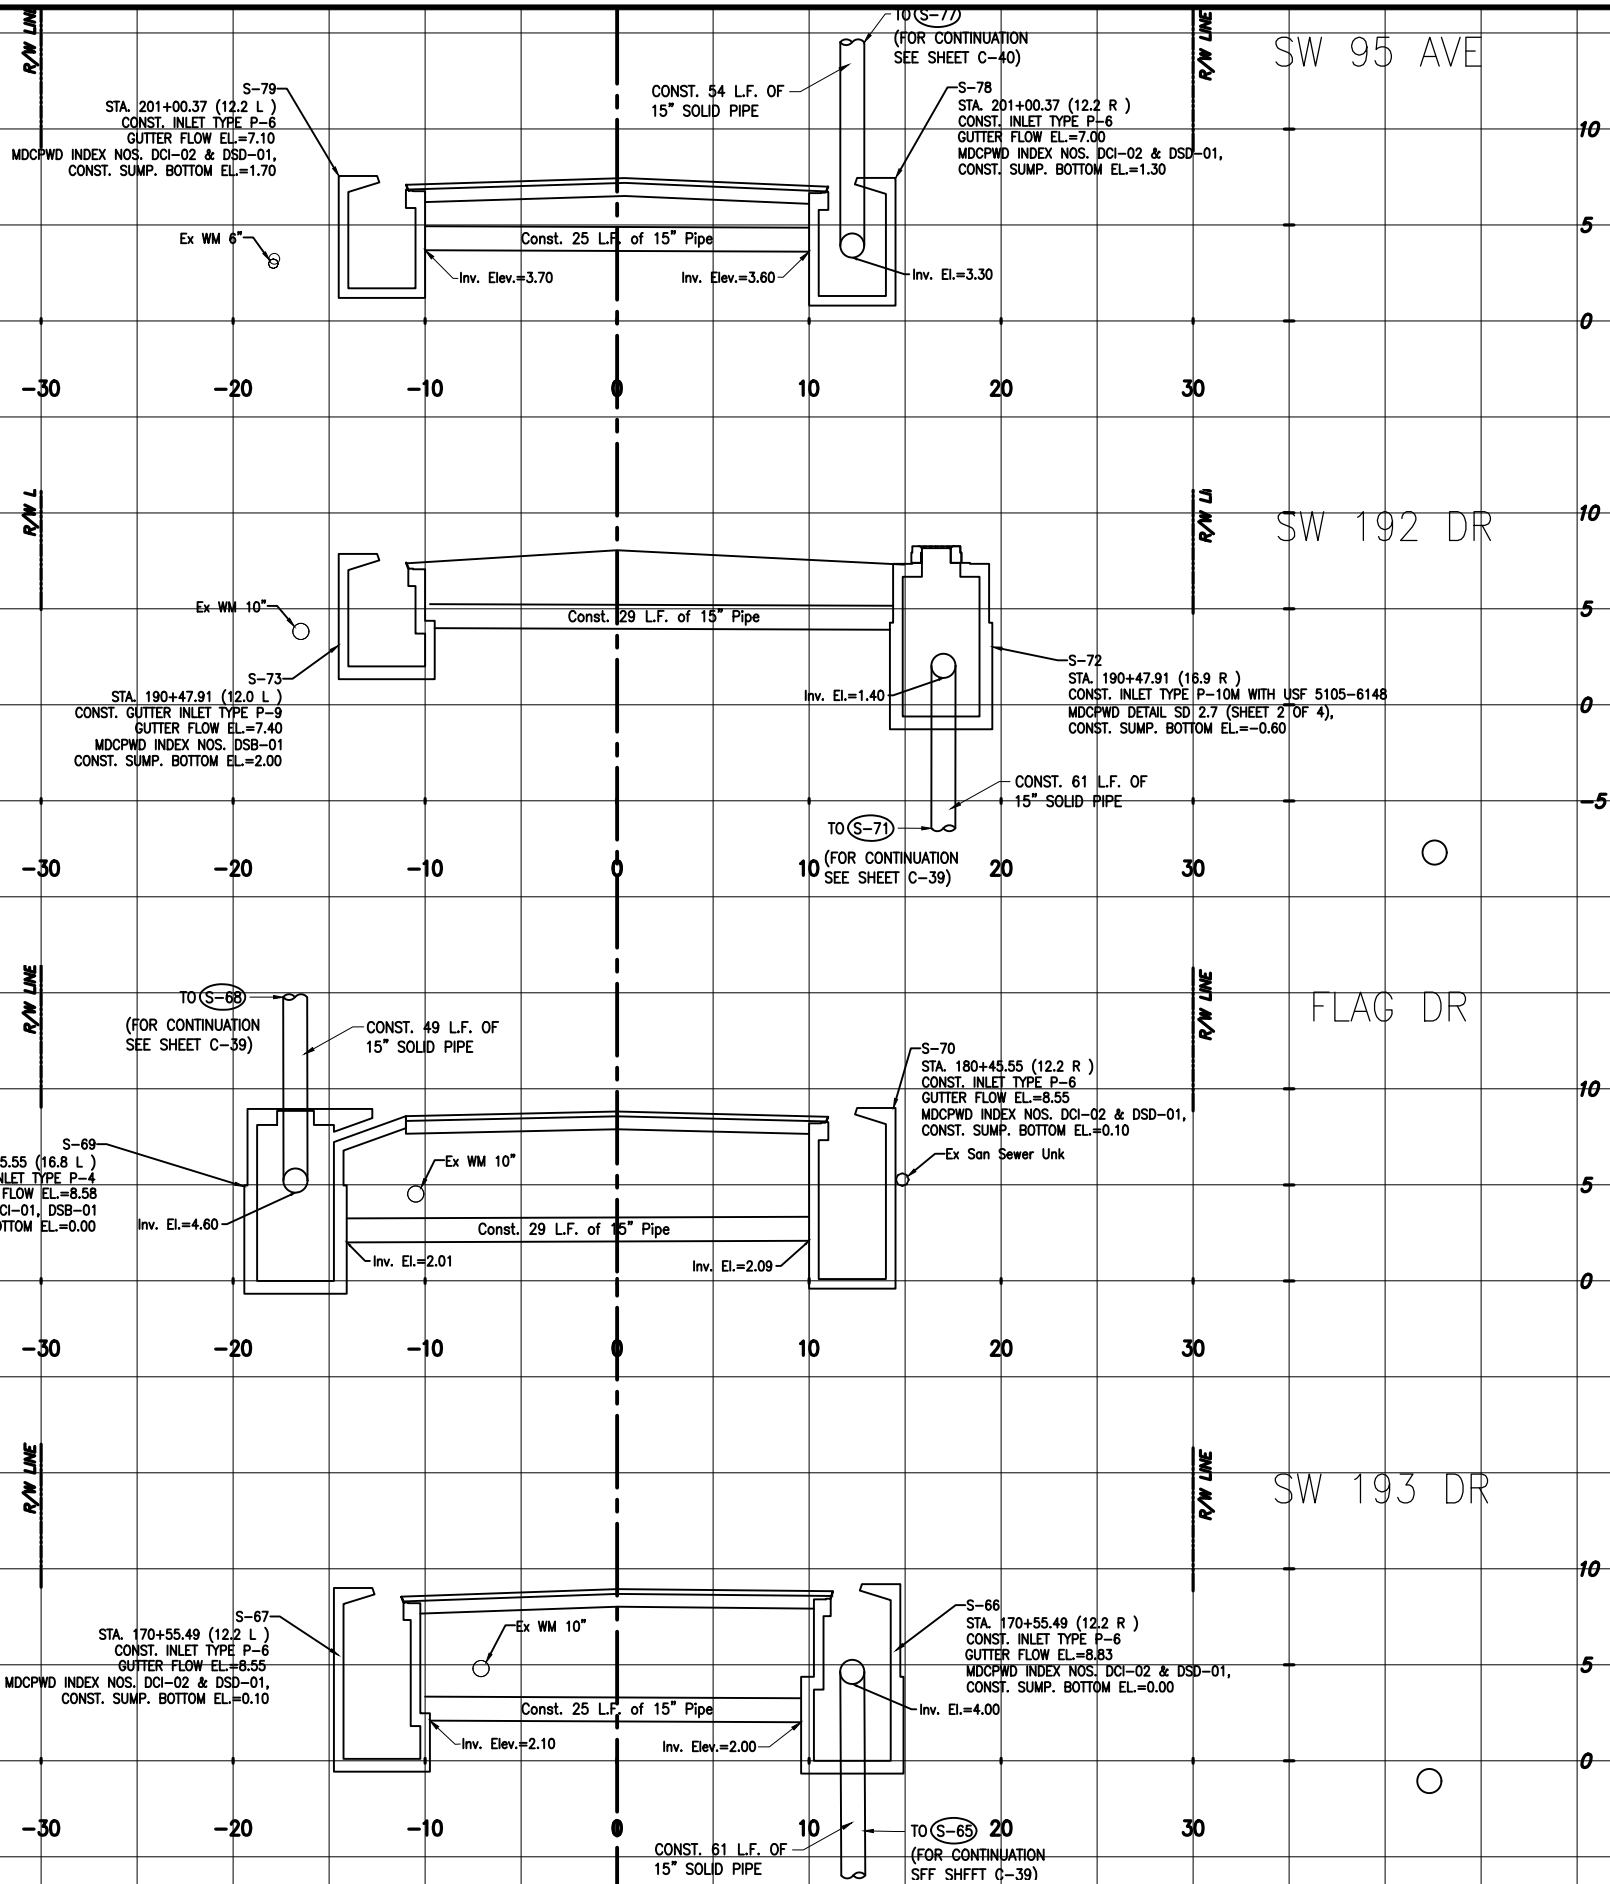 R/W LINE
TO S-77
(FOR CONTINUATION
SEE SHEET C-40)
R/W LINE
SW 95 AVE
S-79
STA. 201+00.37 (12.2 L )
CONST. INLET TYPE P-6
GUTTER FLOW EL.=7.10
MDCPWD INDEX NOS. DCI-02 & DSD-01,
CONST. SUMP. BOTTOM EL.=1.70
CONST. 54 L.F. OF
15" SOLID PIPE
S-78
STA. 201+00.37 (12.2 R )
CONST. INLET TYPE P-6
GUTTER FLOW EL.=7.00
MDCPWD INDEX NOS. DCI-02 & DSD-01,
CONST. SUMP. BOTTOM EL.=1.30
10
Ex WM 6"
Const. 25 L.F. of 15" Pipe
5
Inv. Elev.=3.70
Inv. Elev.=3.60
Inv. El.=3.30
0
-30 -20 -10 0 10 20 30
R/W L
R/W LI
SW 192 DR
10
Ex WM 10"
Const. 29 L.F. of 15" Pipe
5
S-73
STA. 190+47.91 (12.0 L )
CONST. GUTTER INLET TYPE P-9
GUTTER FLOW EL.=7.40
MDCPWD INDEX NOS. DSB-01
CONST. SUMP. BOTTOM EL.=2.00
Inv. El.=1.40
S-72
STA. 190+47.91 (16.9 R )
CONST. INLET TYPE P-10M WITH USF 5105-6148
MDCPWD DETAIL SD 2.7 (SHEET 2 OF 4),
CONST. SUMP. BOTTOM EL.=-0.60
0
CONST. 61 L.F. OF
15" SOLID PIPE
-5
TO S-71
(FOR CONTINUATION
SEE SHEET C-39)
-30 -20 -10 0 10 20 30
R/W LINE
R/W LINE
FLAG DR
TO S-68
(FOR CONTINUATION
SEE SHEET C-39)
CONST. 49 L.F. OF
15" SOLID PIPE
S-70
STA. 180+45.55 (12.2 R )
CONST. INLET TYPE P-6
GUTTER FLOW EL.=8.55
MDCPWD INDEX NOS. DCI-02 & DSD-01,
CONST. SUMP. BOTTOM EL.=0.10
10
S-69
5.55 (16.8 L )
NLET TYPE P-4
FLOW EL.=8.58
CI-01, DSB-01
OTTOM EL.=0.00
Ex WM 10"
Ex San Sewer Unk
5
Inv. El.=4.60
Const. 29 L.F. of 15" Pipe
Inv. El.=2.01
Inv. El.=2.09
0
-30 -20 -10 0 10 20 30
R/W LINE
R/W LINE
SW 193 DR
10
S-67
STA. 170+55.49 (12.2 L )
CONST. INLET TYPE P-6
GUTTER FLOW EL.=8.55
MDCPWD INDEX NOS. DCI-02 & DSD-01,
CONST. SUMP. BOTTOM EL.=0.10
Ex WM 10"
S-66
STA. 170+55.49 (12.2 R )
CONST. INLET TYPE P-6
GUTTER FLOW EL.=8.83
MDCPWD INDEX NOS. DCI-02 & DSD-01,
CONST. SUMP. BOTTOM EL.=0.00
5
Const. 25 L.F. of 15" Pipe
Inv. El.=4.00
Inv. Elev.=2.10
Inv. Elev.=2.00
0
-30 -20 -10 0 10 20 30
CONST. 61 L.F. OF
15" SOLID PIPE
TO S-65
(FOR CONTINUATION
SEE SHEET C-39)